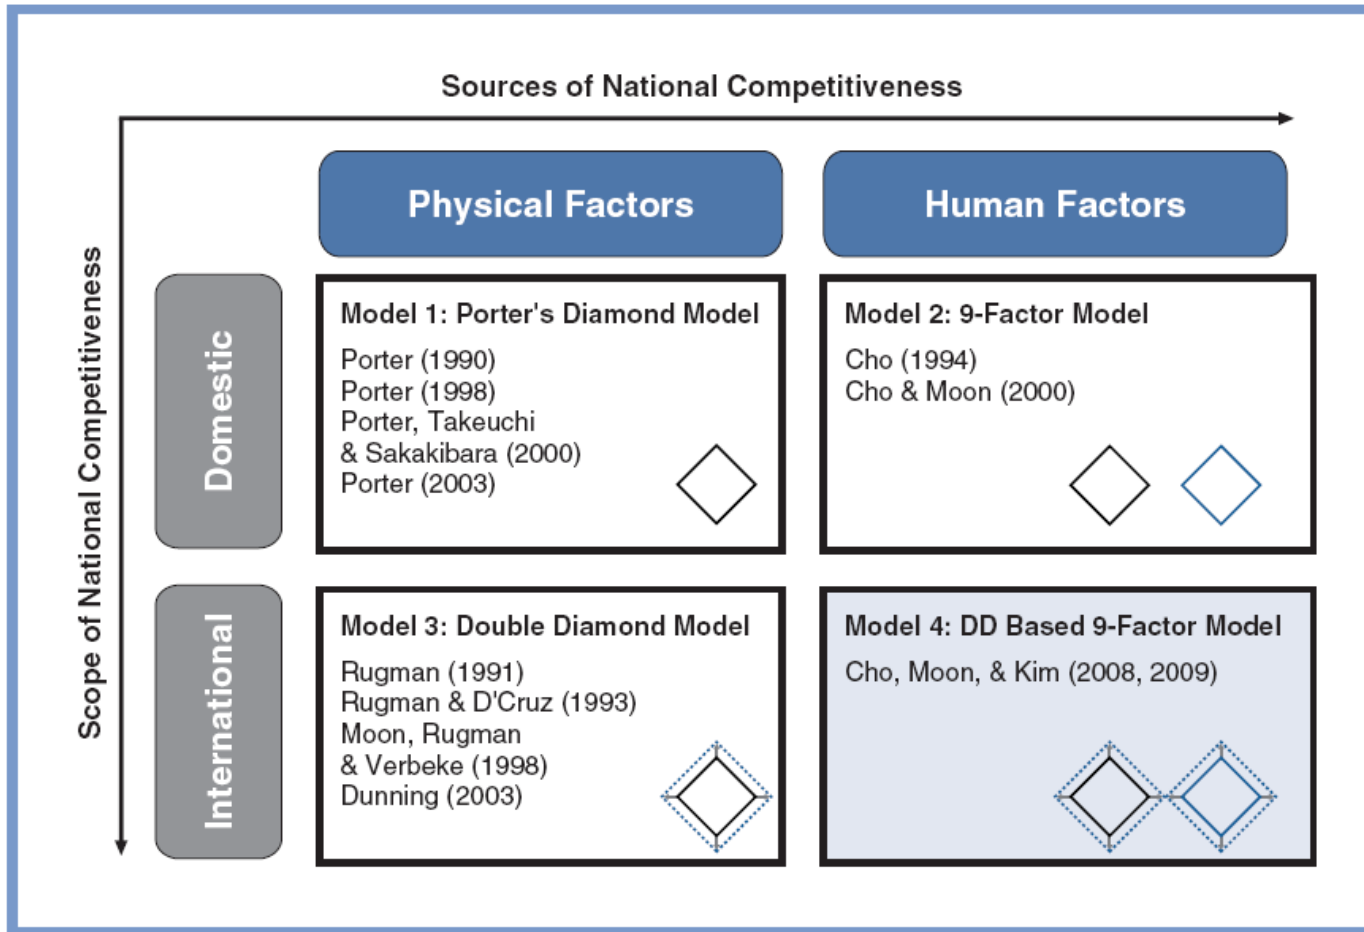 Sources of National Competitiveness
Scope of National Competitiveness
Physical Factors
Human Factors
Domestic
Model 1: Porter's Diamond Model
Porter (1990)
Porter (1998)
Porter, Takeuchi
& Sakakibara (2000)
Porter (2003)
Model 2: 9-Factor Model
Cho (1994)
Cho & Moon (2000)
International
Model 3: Double Diamond Model
Rugman (1991)
Rugman & D'Cruz (1993)
Moon, Rugman
& Verbeke (1998)
Dunning (2003)
Model 4: DD Based 9-Factor Model
Cho, Moon, & Kim (2008, 2009)